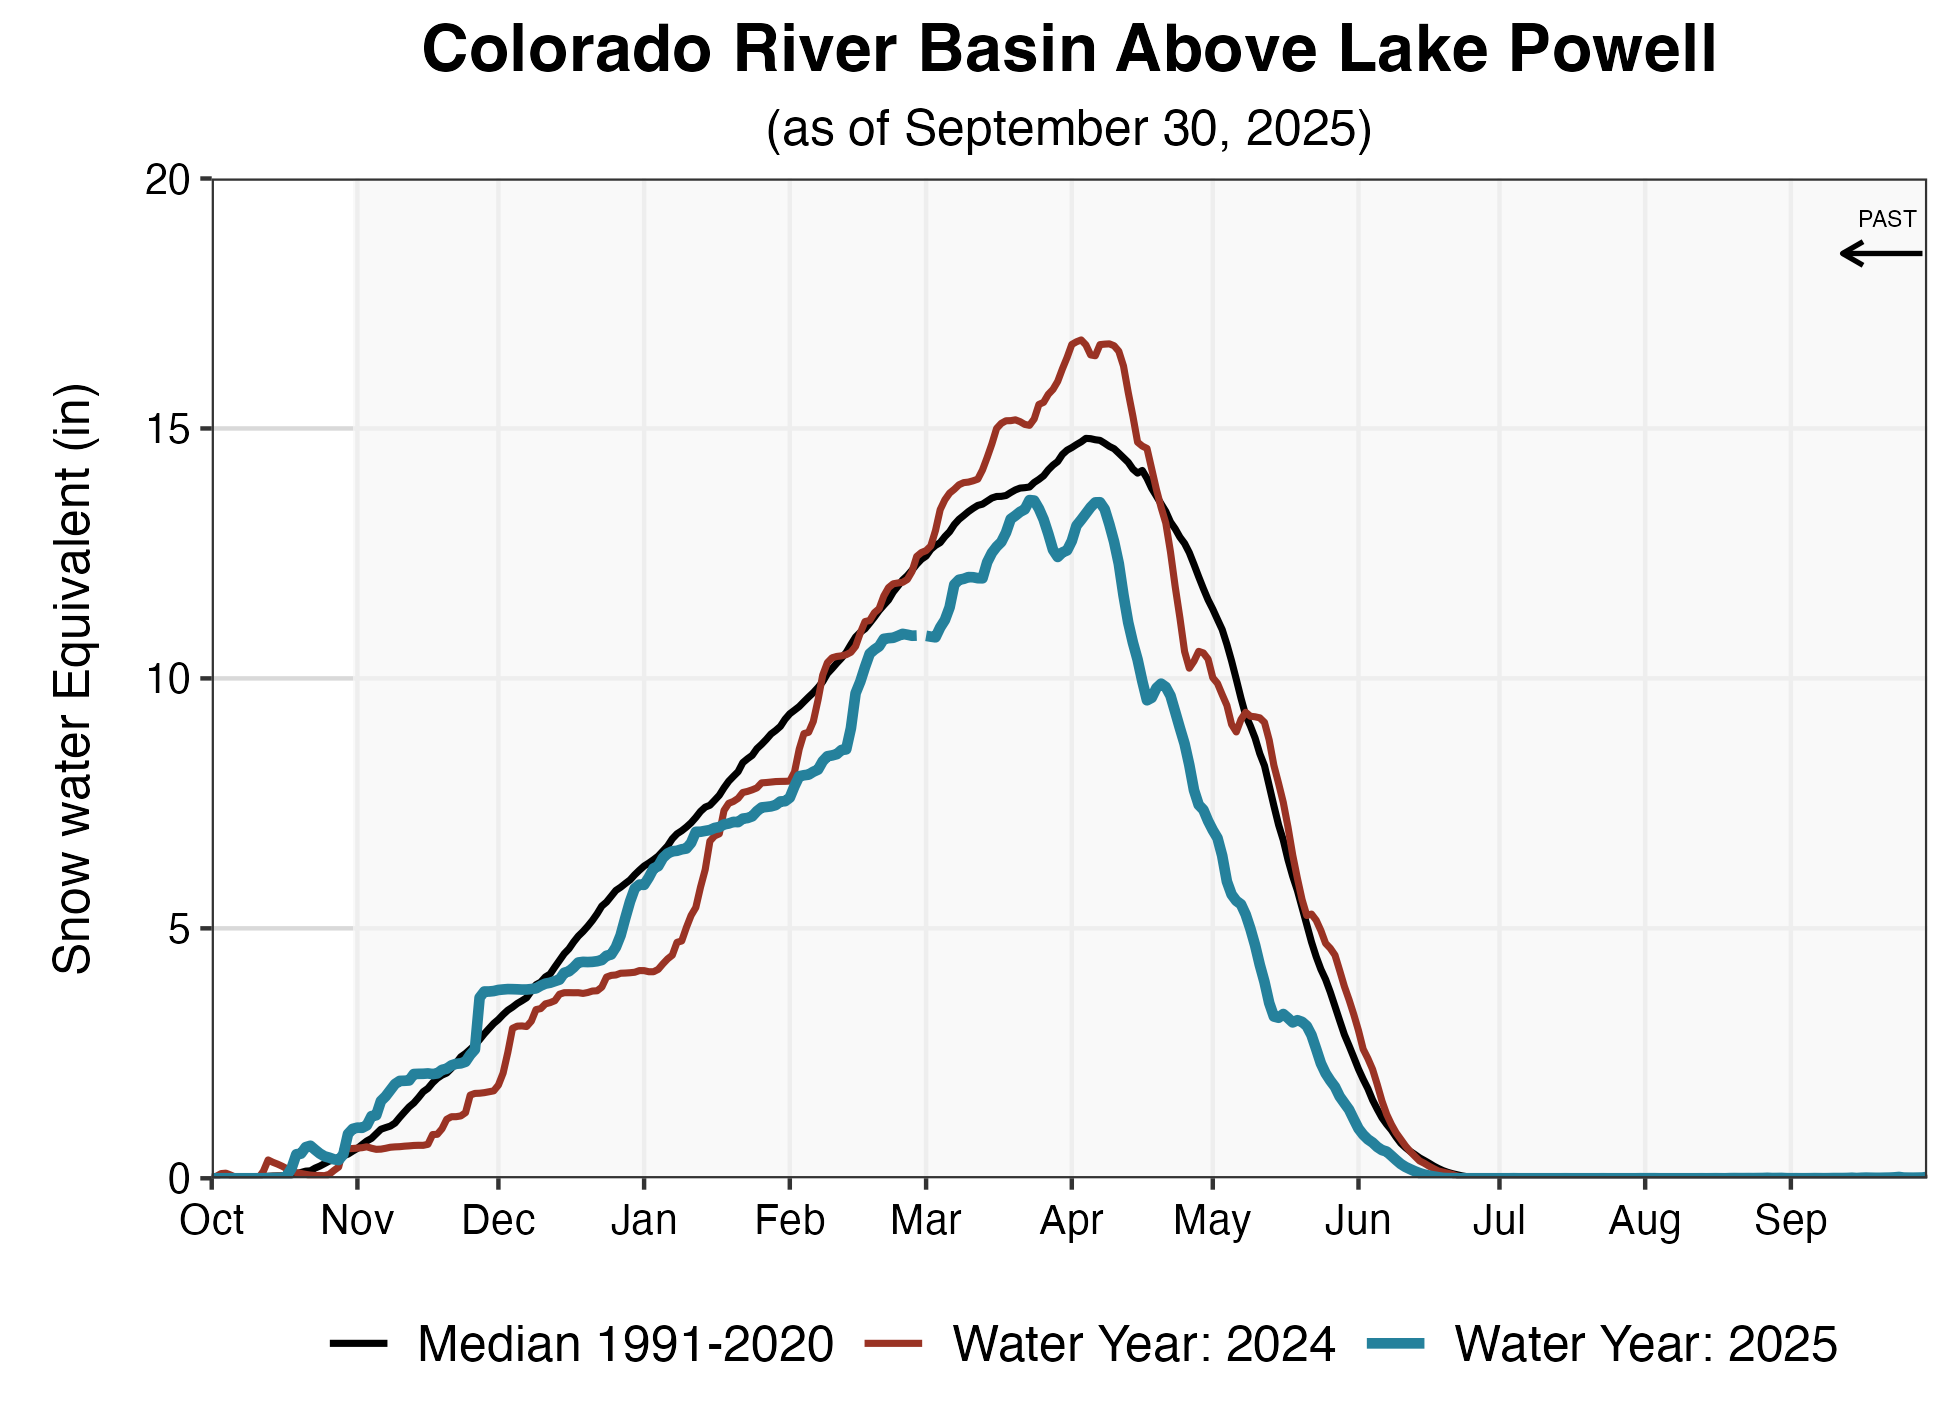 Colorado River Basin Above Lake Powell
(as of September 30, 2025)
20
PAST
15
10
5
0
Snow water Equivalent (in)
Oct Nov Dec Jan Feb Mar Apr May Jun Jul Aug Sep
Median 1991-2020 Water Year: 2024 Water Year: 2025